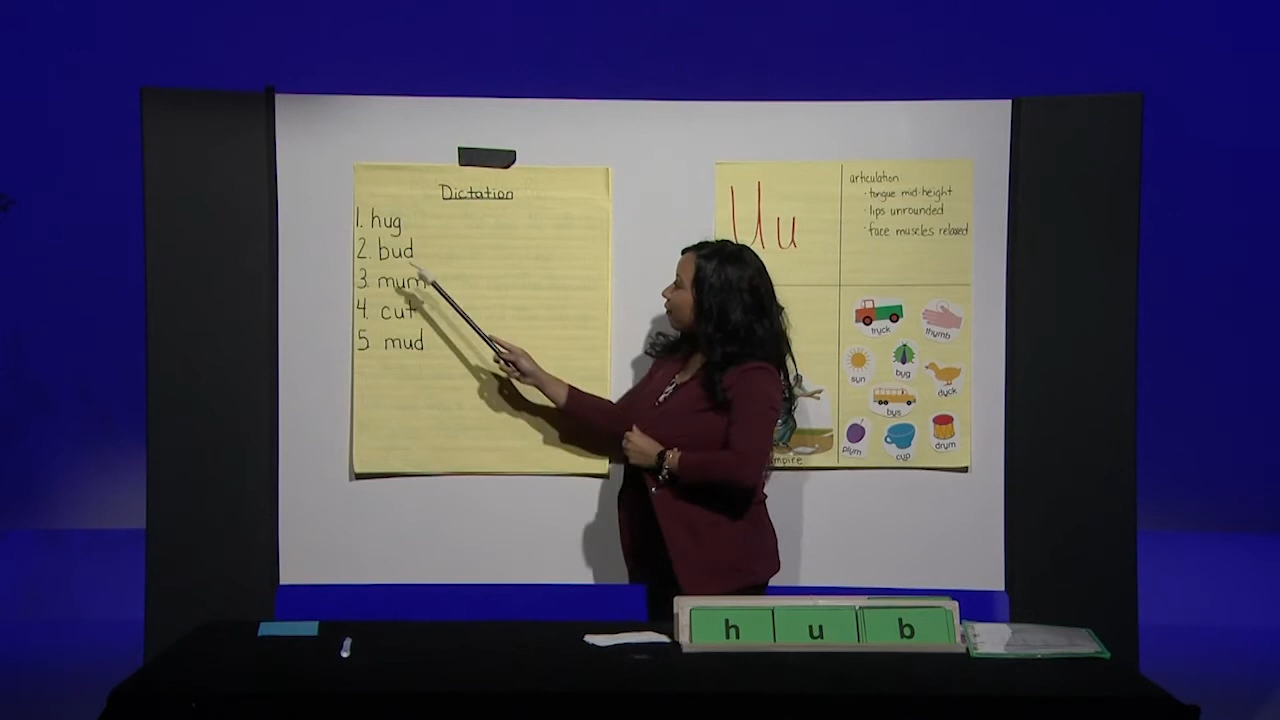 Dictation
1. hug
2. bud
3. mum
4. cut
5 mud
Uu
articulation
· tongue mid-height
· lips unrounded
· face muscles relaxed
truck
thumb
sun
bug
duck
bus
plum
cup
drum
mpire
h u b